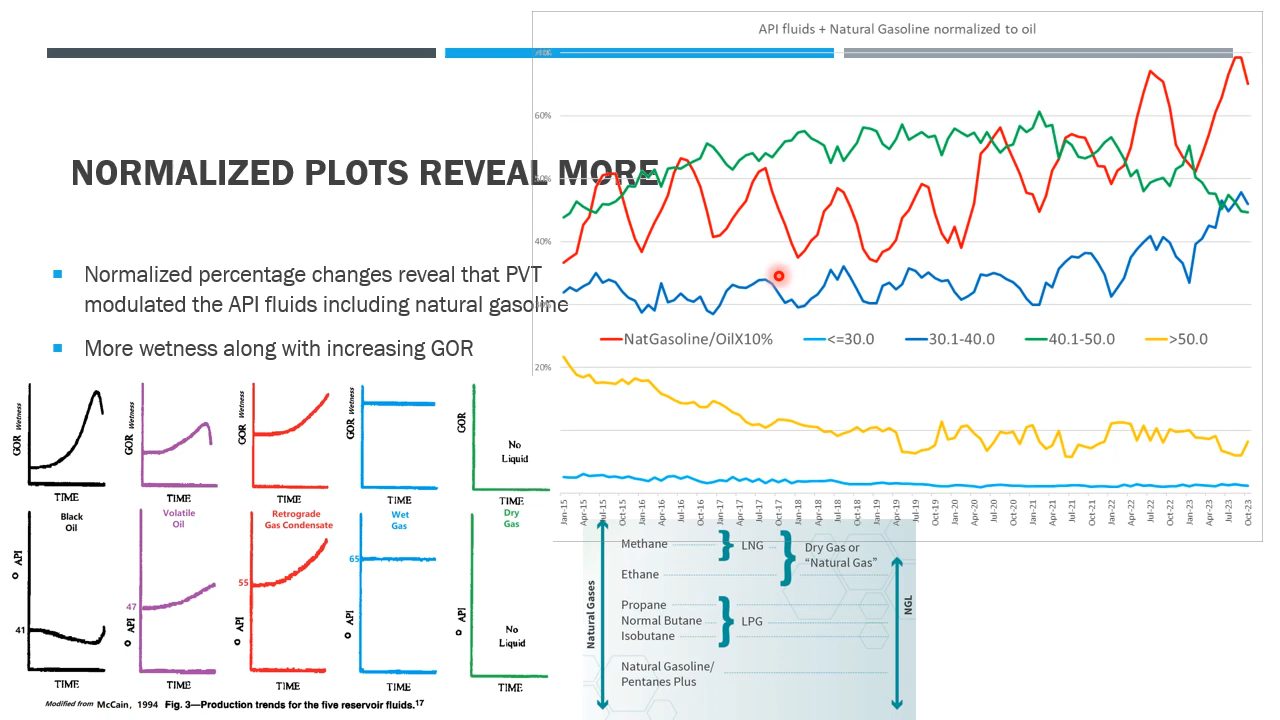 API fluids + Natural Gasoline normalized to oil
NORMALIZED PLOTS REVEAL MORE
Normalized percentage changes reveal that PVT
modulated the API fluids including natural gasoline
More wetness along with increasing GOR
60%
50%
40%
30%
20%
NatGasoline/OilX10%
<=30.0
30.1-40.0
40.1-50.0
>50.0
Jan-15
Apr-15
Jul-15
Oct-15
Jan-16
Apr-16
Jul-16
Oct-16
Jan-17
Apr-17
Jul-17
Oct-17
Jan-18
Apr-18
Jul-18
Oct-18
Jan-19
Apr-19
Jul-19
Oct-19
Jan-20
Apr-20
Jul-20
Oct-20
Jan-21
Apr-21
Jul-21
Oct-21
Jan-22
Apr-22
Jul-22
Oct-22
Jan-23
Apr-23
Jul-23
Oct-23
GOR Wetness
GOR Wetness
GOR Wetness
GOR Wetness
GOR
No
Liquid
TIME
TIME
TIME
TIME
TIME
Black
Oil
Volatile
Oil
Retrograde
Gas Condensate
Wet
Gas
Dry
Gas
O API
41
O API
47
O API
55
O API
65
O API
No
Liquid
TIME
TIME
TIME
TIME
TIME
Modified from McCain, 1994 Fig. 3—Production trends for the five reservoir fluids.17
Natural Gases
Methane
Ethane
Propane
Normal Butane
Isobutane
Natural Gasoline/
Pentanes Plus
LNG
LPG
Dry Gas or
“Natural Gas”
NGL